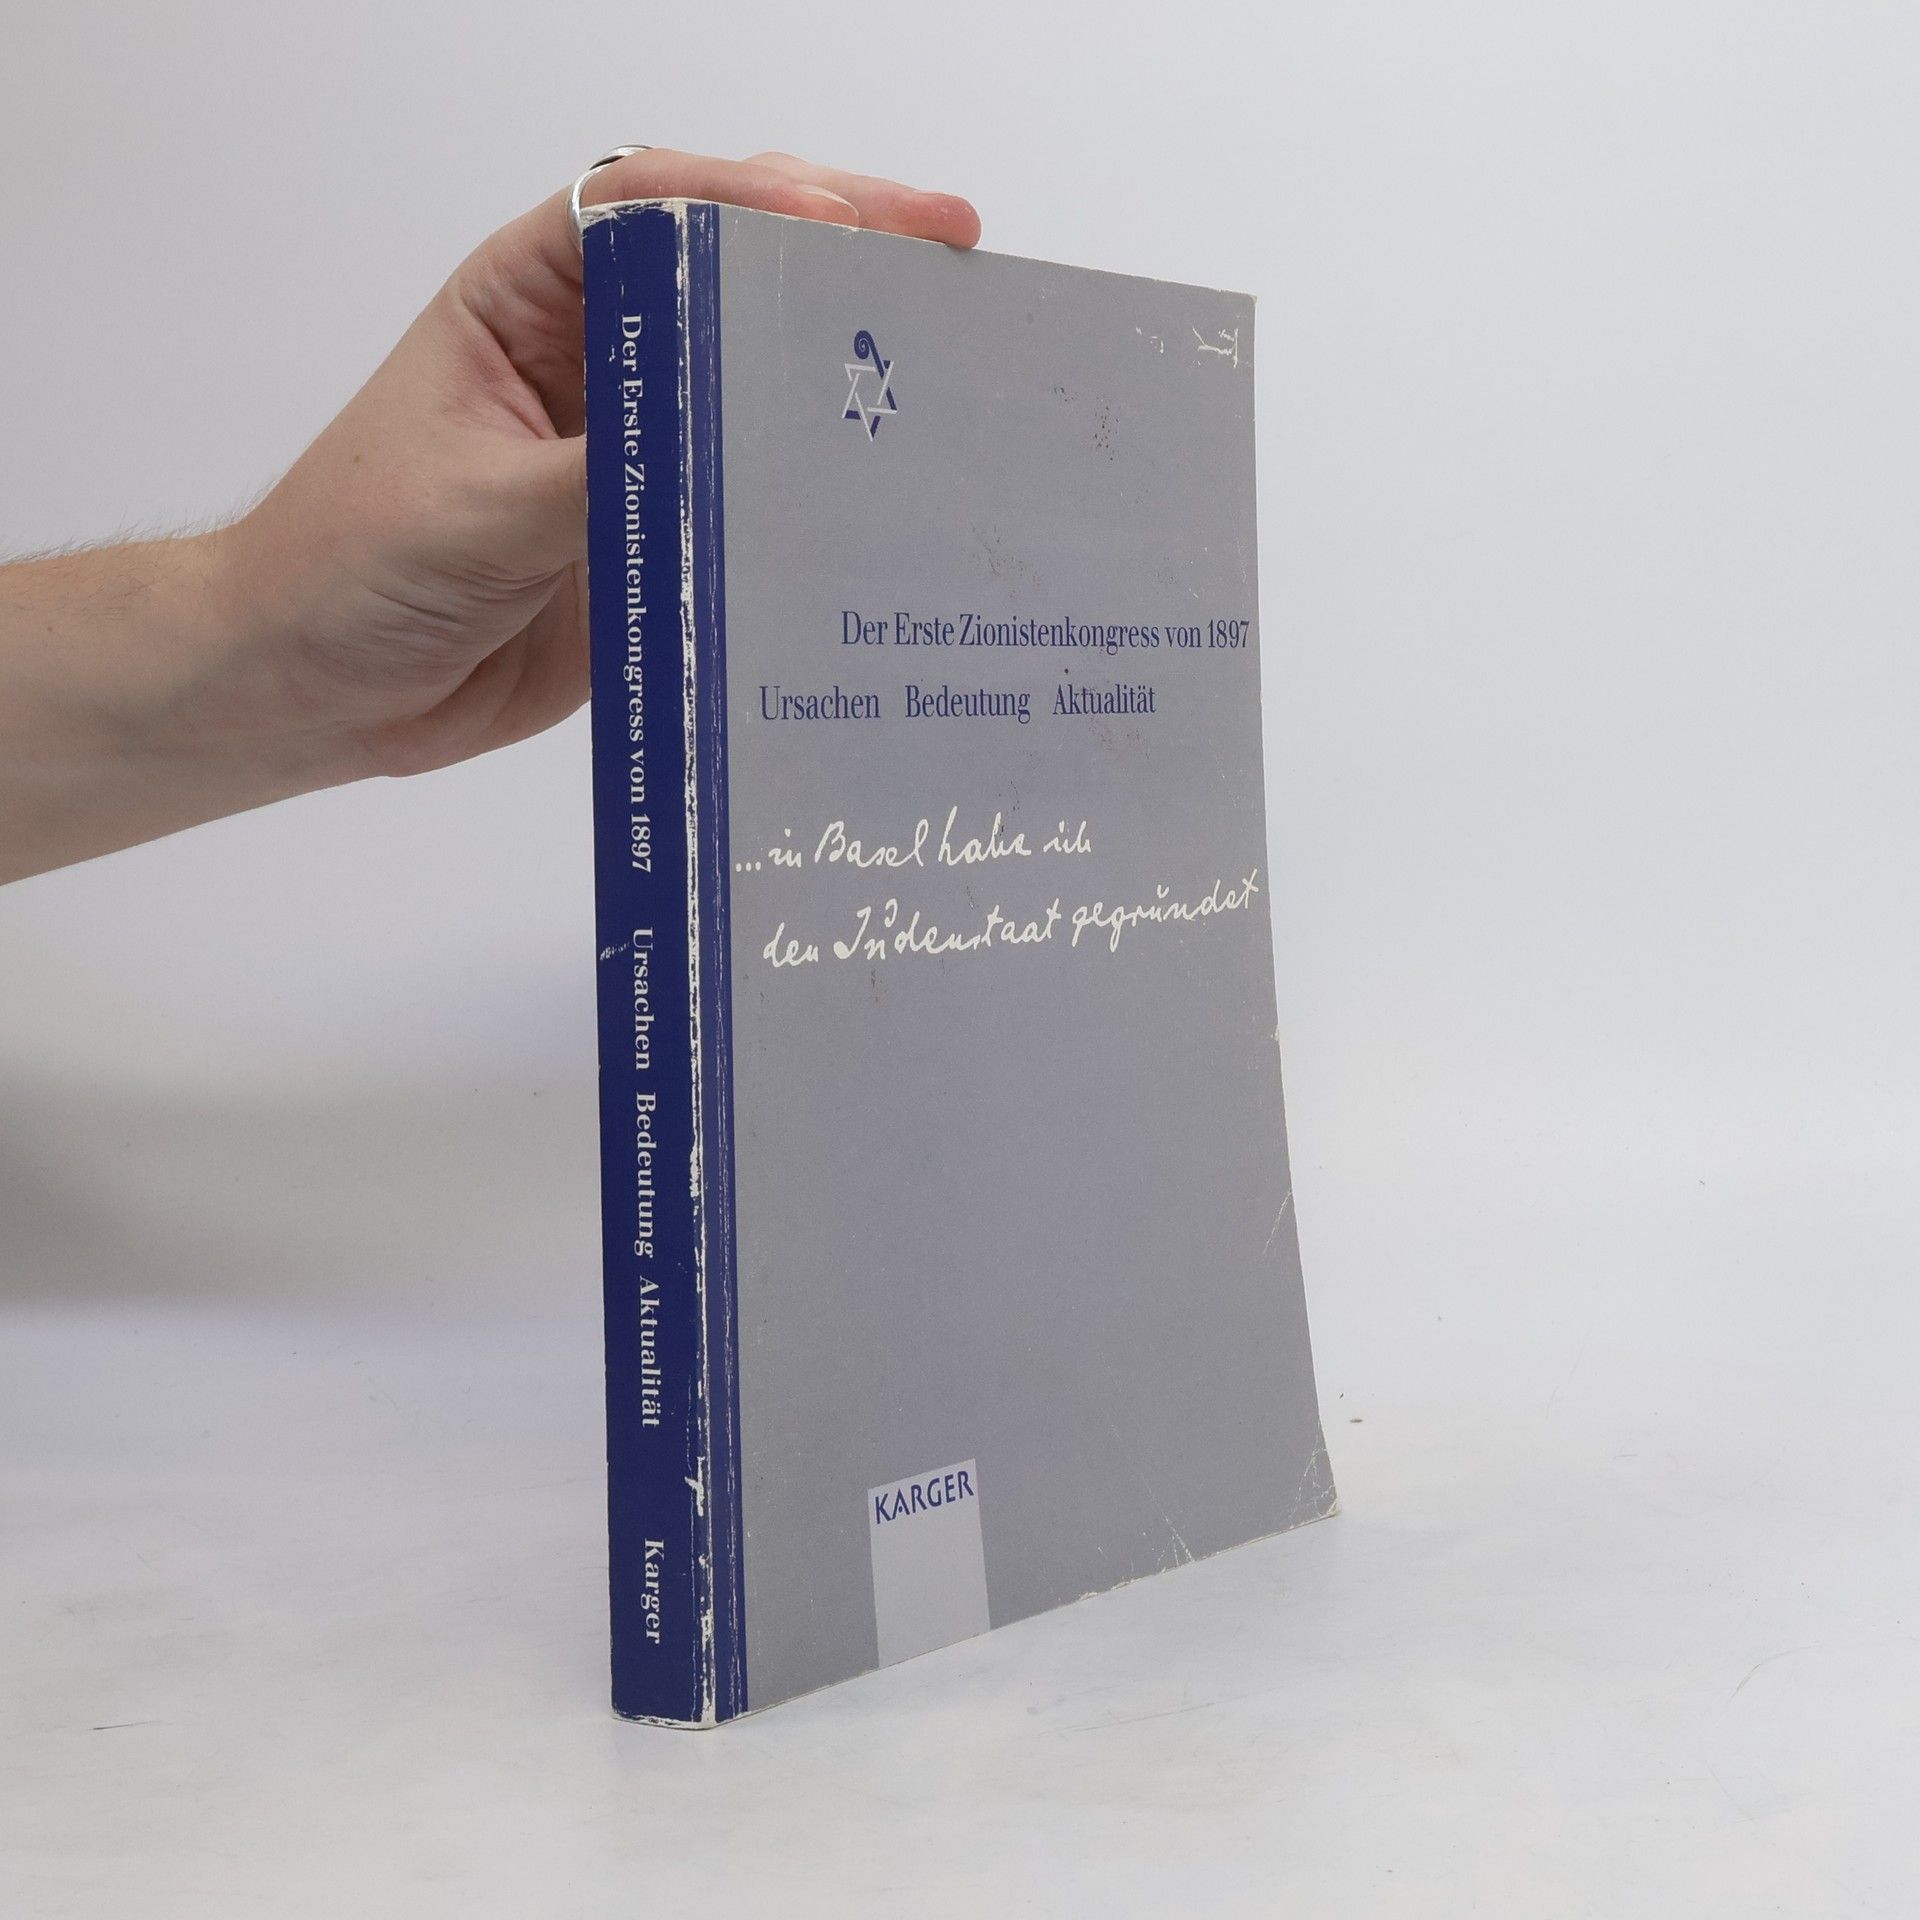 Der Erste Zionistenkongress von 1897 Ursachen Bedeutung Aktualität Karger
Der Erste Zionistenkongress von 1897
Ursachen Bedeutung Aktualität
... in Basel habe ich
den Judenstaat gegründet
KARGER